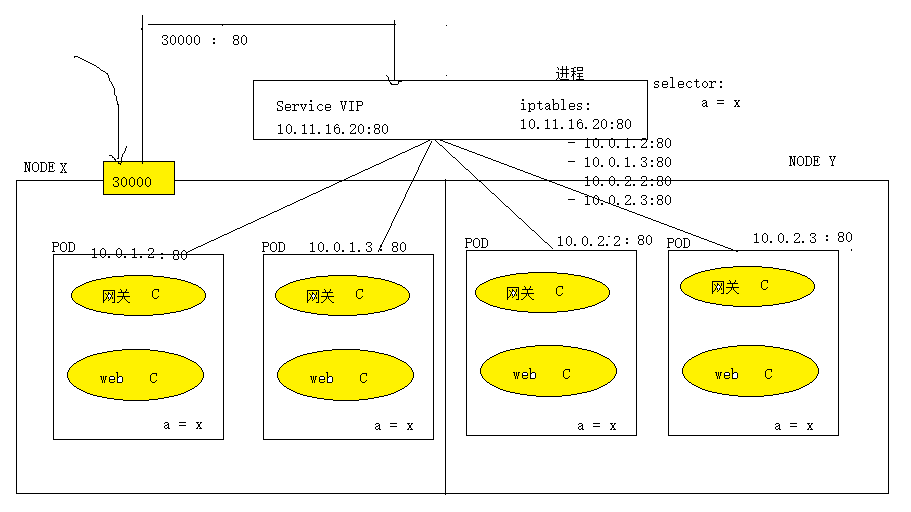 30000 : 80
进程
selector:
a = x
Service VIP
10.11.16.20:80
iptables:
10.11.16.20:80
- 10.0.1.2:80
- 10.0.1.3:80
- 10.0.2.2:80
- 10.0.2.3:80
NODE X
NODE Y
30000
POD 10.0.1.2:80
POD 10.0.1.3:80
POD 10.0.2.2:80
POD 10.0.2.3:80
网关 C
网关 C
网关 C
网关 C
web C
web C
web C
web C
a = x
a = x
a = x
a = x